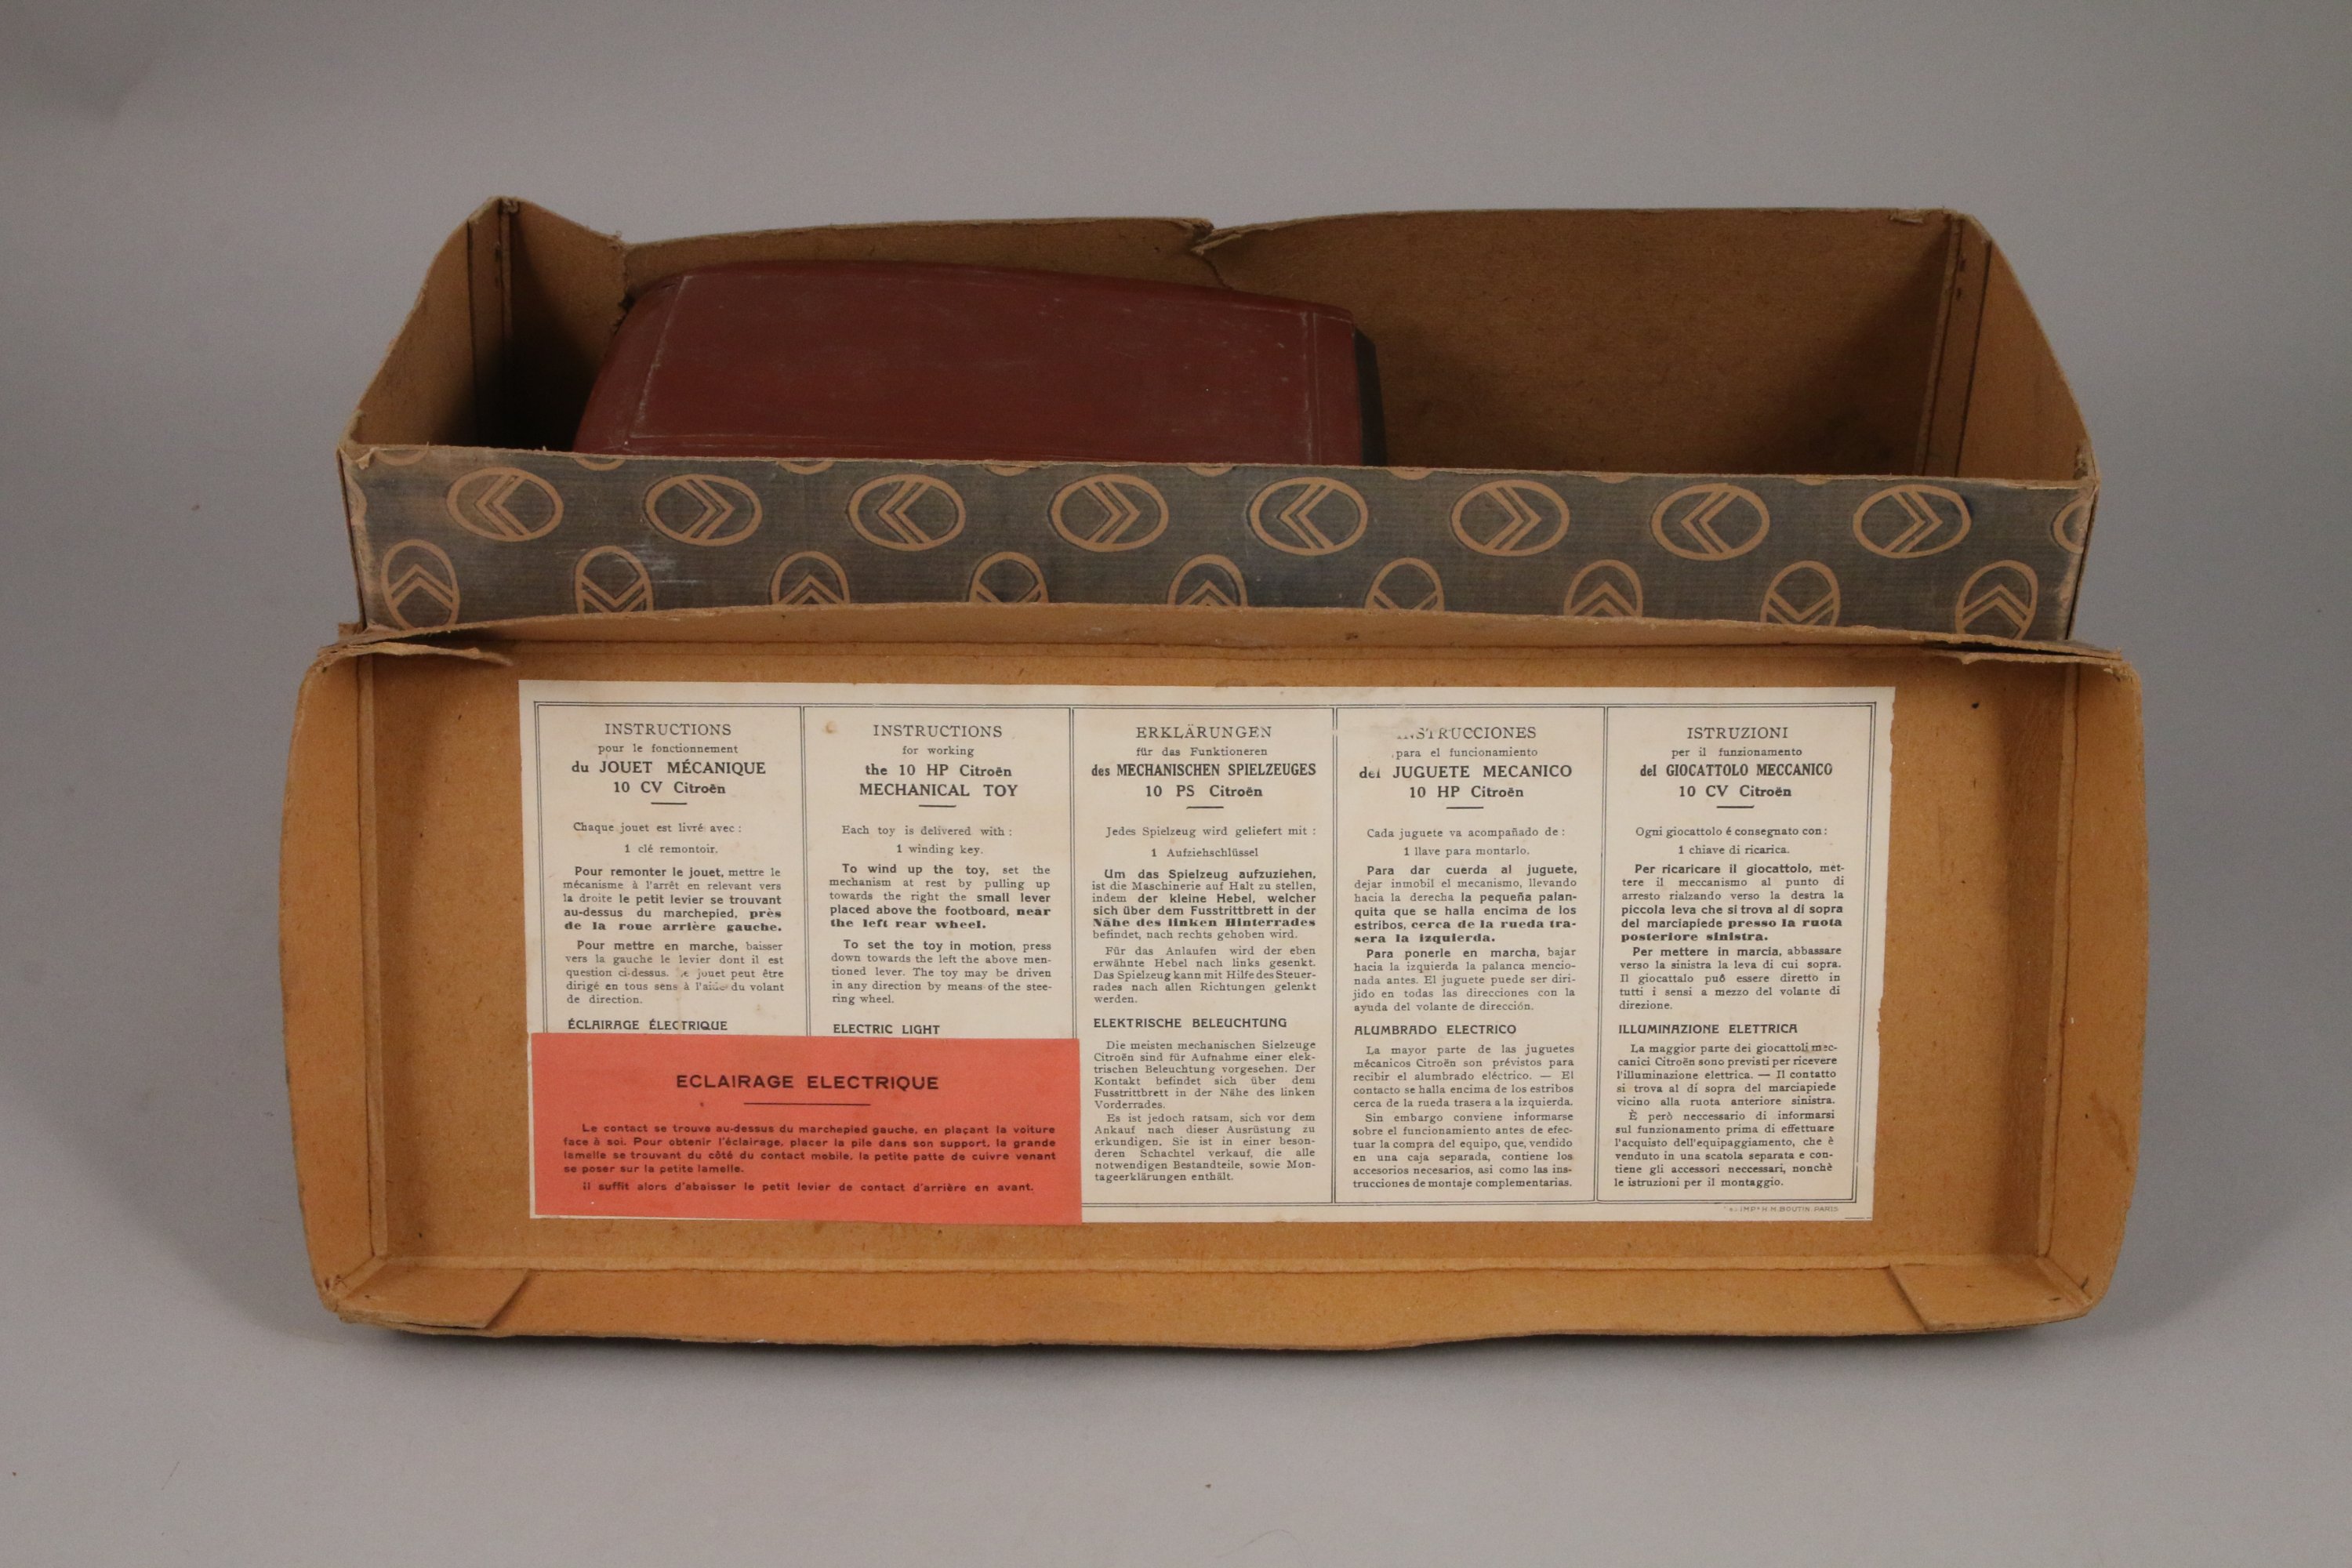 INSTRUCTIONS
pour le fonctionnement
du JOUET MÉCANIQUE
10 CV Citroën
Chaque jouet est livré avec :
1 clé remontoir.
Pour remonter le jouet, mettre le
mécanisme à l'arrêt en relevant vers
la droite le petit levier se trouvant
au-dessus du marchepied, près
de la roue arrière gauche.
Pour mettre en marche, baisser
vers la gauche le levier dont il est
question ci-dessus. jouet peut être
dirigé en tous sens à l'aide du volant
de direction.
ÉCLAIRAGE ÉLECTRIQUE
INSTRUCTIONS
for working
the 10 HP Citroën
MECHANICAL TOY
Each toy is delivered with :
1 winding key.
To wind up the toy, set the
mechanism at rest by pulling up
towards the right the small lever
placed above the footboard, near
the left rear wheel.
To set the toy in motion, press
down towards the left the above men-
tioned lever. The toy may be driven
in any direction by means of the stee-
ring wheel.
ELECTRIC LIGHT
ECLAIRAGE ELECTRIQUE
Le contact se trouve au-dessus du marchepied gauche, en plaçant la voiture
face à soi. Pour obtenir l'éclairage, placer la pile dans son support, la grande
lamelle se trouvant du côté du contact mobile, la petite patte de cuivre venant
se poser sur la petite lamelle.
Il suffit alors d'abaisser le petit levier de contact d'arrière en avant.
ERKLÄRUNGEN
für das Funktioneren
des MECHANISCHEN SPIELZEUGES
10 PS Citroën
Jedes Spielzeug wird geliefert mit :
1 Aufziehschlüssel
Um das Spielzeug aufzuziehen,
ist die Maschinerie auf Halt zu stellen,
indem der kleine Hebel, welcher
sich über dem Fusstrittbrett in der
Nähe des linken Hinterrades
befindet, nach rechts gehoben wird.
Für das Anlaufen wird der eben
erwähnte Hebel nach links gesenkt.
Das Spielzeug kann mit Hilfe des Steuer-
rades nach allen Richtungen gelenkt
werden.
ELEKTRISCHE BELEUCHTUNG
Die meisten mechanischen Sielzeuge
Citroën sind für Aufnahme einer elek-
trischen Beleuchtung vorgesehen. Der
Kontakt befindet sich über dem
Fusstrittbrett in der Nähe des linken
Vorderrades.
Es ist jedoch ratsam, sich vor dem
Ankauf nach dieser Ausrüstung zu
erkundigen. Sie ist in einer beson-
deren Schachtel verkauf, die alle
notwendigen Bestandteile, sowie Mon-
tageerklärungen enthält.
INSTRUCCIONES
para el funcionamiento
del JUGUETE MECANICO
10 HP Citroën
Cada juguete va acompañado de :
1 llave para montarlo.
Para dar cuerda al juguete,
dejar inmobil el mecanismo, llevando
hacia la derecha la pequeña palan-
quita que se halla encima de los
estribos, cerca de la rueda tra-
sera la izquierda.
Para ponerle en marcha, bajar
hacia la izquierda la palanca mencio-
nada antes. El juguete puede ser diri-
jido en todas las direcciones con la
ayuda del volante de dirección.
ALUMBRADO ELECTRICO
La mayor parte de las juguetes
mécanicos Citroën son prévistos para
recibir el alumbrado eléctrico. — El
contacto se halla encima de los estribos
cerca de la rueda trasera a la izquierda.
Sin embargo conviene informarse
sobre el funcionamiento antes de efec-
tuar la compra del equipo, que, vendido
en una caja separada, contiene los
accesorios necesarios, asi como las ins-
trucciones de montaje complementarias.
ISTRUZIONI
per il funzionamento
del GIOCATTOLO MECCANICO
10 CV Citroën
Ogni giocattolo é consegnato con :
1 chiave di ricarica.
Per ricaricare il giocattolo, met-
tere il meccanismo al punto di
arresto rialzando verso la destra la
piccola leva che si trova al di sopra
del marciapiede presso la ruota
posteriore sinistra.
Per mettere in marcia, abbassare
verso la sinistra la leva di cui sopra.
Il giocattalo puô essere diretto in
tutti i sensi a mezzo del volante di
direzione.
ILLUMINAZIONE ELETTRICA
La maggior parte dei giocattoli mec-
canici Citroën sono previsti per ricevere
l'illuminazione elettrica. — Il contatto
si trova al dí sopra del marciapiede
vicino alla ruota anteriore sinistra.
È però neccessario di informarsi
sul funzionamento prima di effettuare
l'acquisto dell'equipaggiamento, che è
venduto in una scatola separata e con-
tiene gli accessori neccessari, nonchè
le istruzioni per il montaggio.
H.M. BOUTIN PARIS